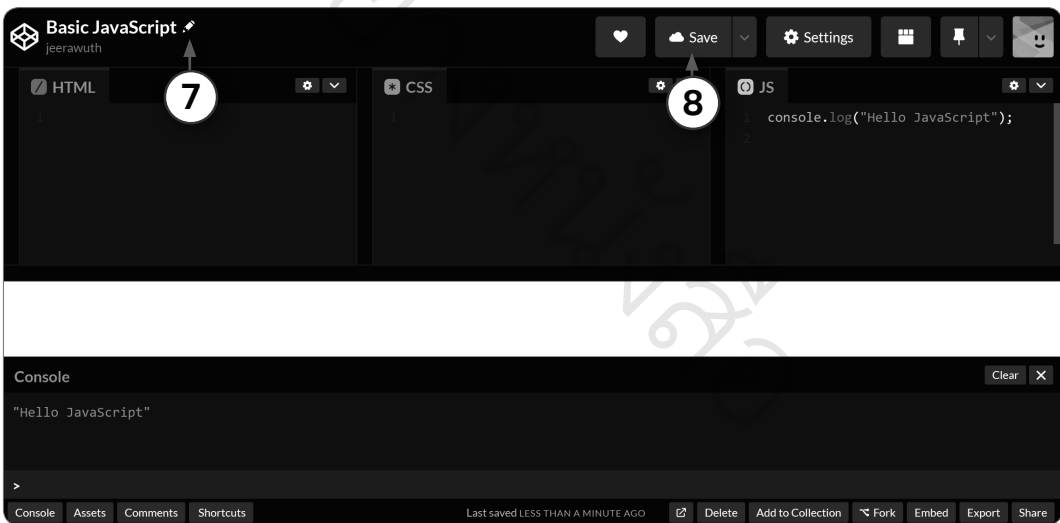 Basic JavaScript
jeerawuth
Save
Settings
7
8
HTML
CSS
JS
1
1
1 console.log("Hello JavaScript");
2
Console
Clear X
"Hello JavaScript"
>
Console Assets Comments Shortcuts Last saved LESS THAN A MINUTE AGO Delete Add to Collection Fork Embed Export Share